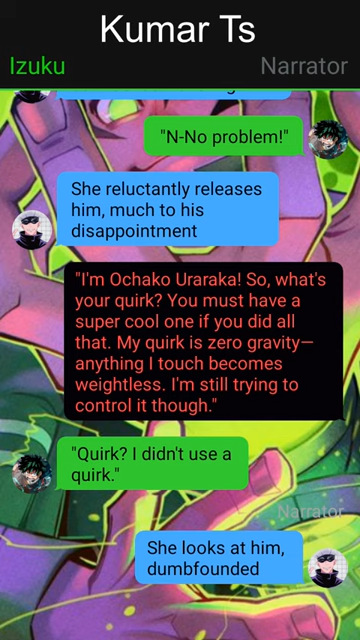 Kumar Ts
Izuku
Narrator
"N-No problem!"
She reluctantly releases
him, much to his
disappointment
"I'm Ochako Uraraka! So, what's
your quirk? You must have a
super cool one if you did all
that. My quirk is zero gravity—
anything I touch becomes
weightless. I'm still trying to
control it though."
"Quirk? I didn't use a
quirk."
Narrator
She looks at him,
dumbfounded